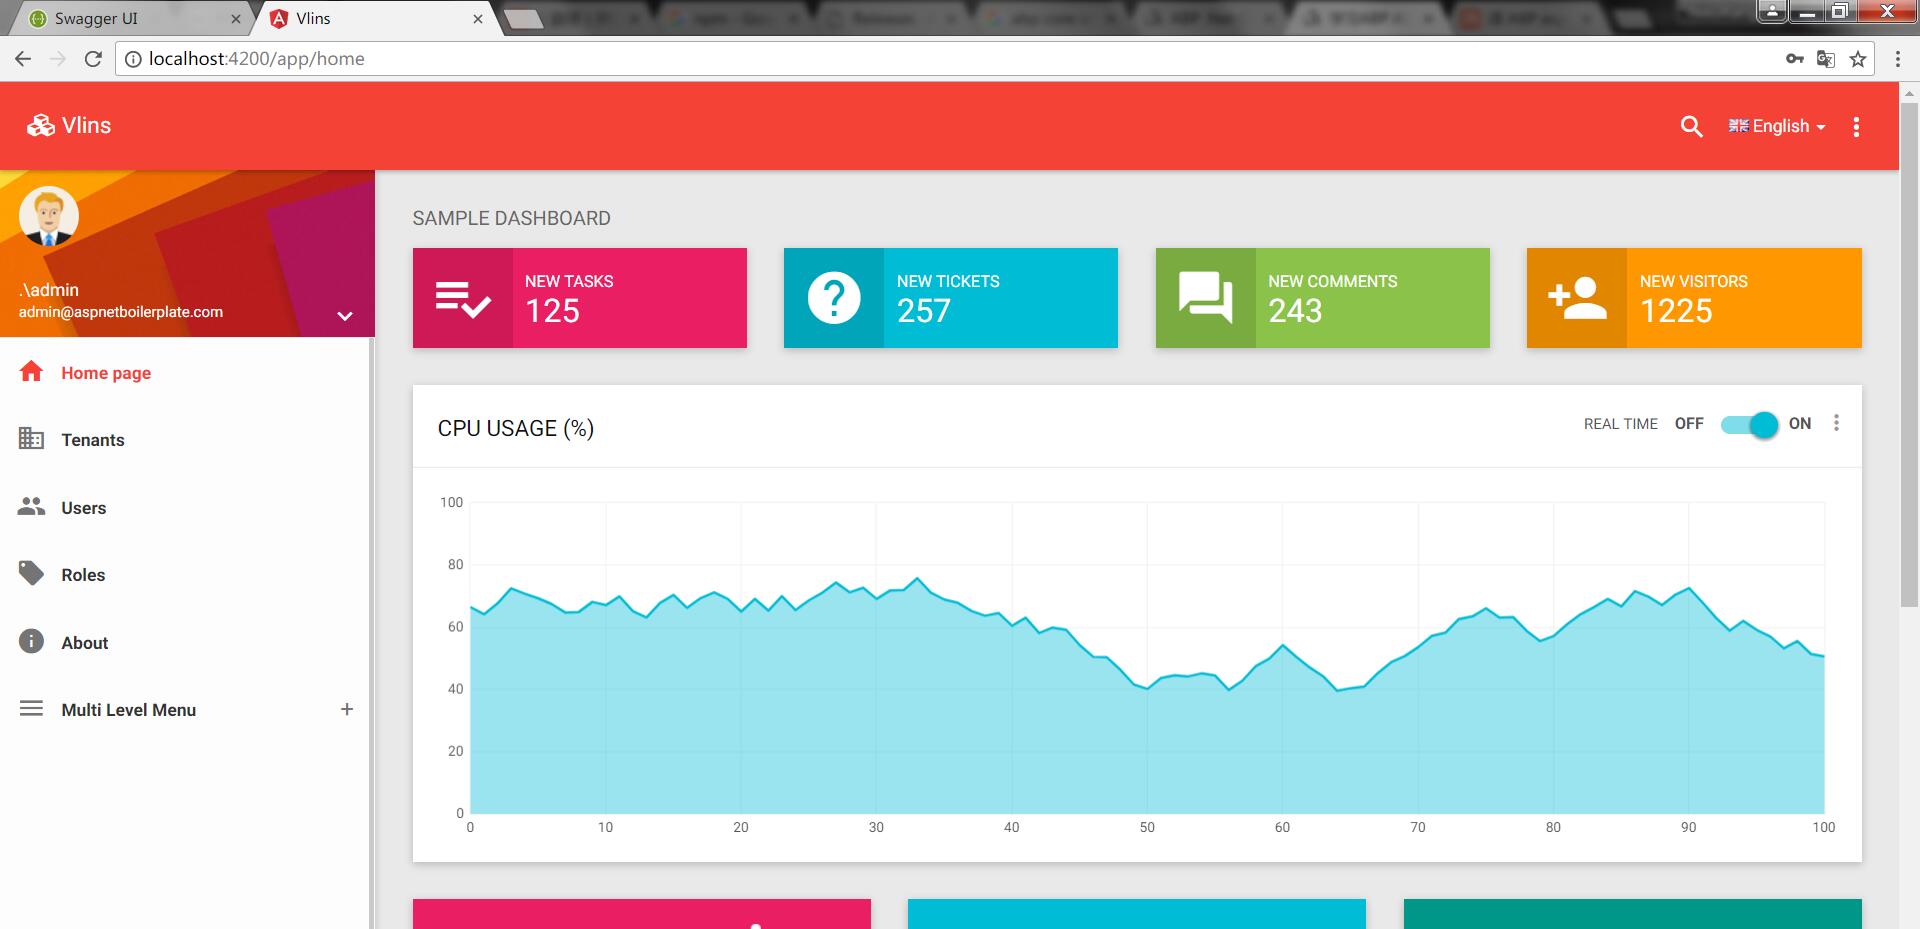 Swagger UI
Vlins
localhost:4200/app/home
Vlins
English
.\admin
admin@aspnetboilerplate.com
Home page
Tenants
Users
Roles
About
Multi Level Menu
SAMPLE DASHBOARD
NEW TASKS
125
NEW TICKETS
257
NEW COMMENTS
243
NEW VISITORS
1225
CPU USAGE (%)
REAL TIME OFF ON
100
80
60
40
20
0
0 10 20 30 40 50 60 70 80 90 100